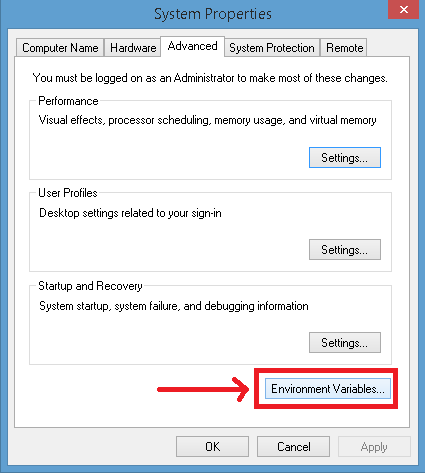 System Properties
Computer Name Hardware Advanced System Protection Remote
You must be logged on as an Administrator to make most of these changes.
Performance
Visual effects, processor scheduling, memory usage, and virtual memory
Settings...
User Profiles
Desktop settings related to your sign-in
Settings...
Startup and Recovery
System startup, system failure, and debugging information
Settings...
Environment Variables...
OK Cancel Apply